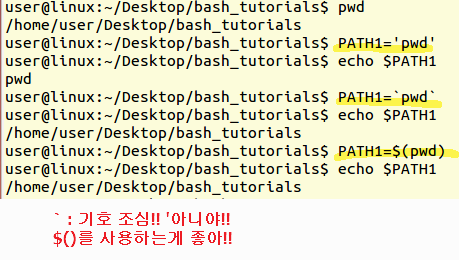 user@linux:~/Desktop/bash_tutorials$ pwd
/home/user/Desktop/bash_tutorials
user@linux:~/Desktop/bash_tutorials$ PATH1='pwd'
user@linux:~/Desktop/bash_tutorials$ echo $PATH1
pwd
user@linux:~/Desktop/bash_tutorials$ PATH1=`pwd`
user@linux:~/Desktop/bash_tutorials$ echo $PATH1
/home/user/Desktop/bash_tutorials
user@linux:~/Desktop/bash_tutorials$ PATH1=$(pwd)
user@linux:~/Desktop/bash_tutorials$ echo $PATH1
/home/user/Desktop/bash_tutorials
` : 기호 조심!! '아니야!!
$()를 사용하는게 좋아!!